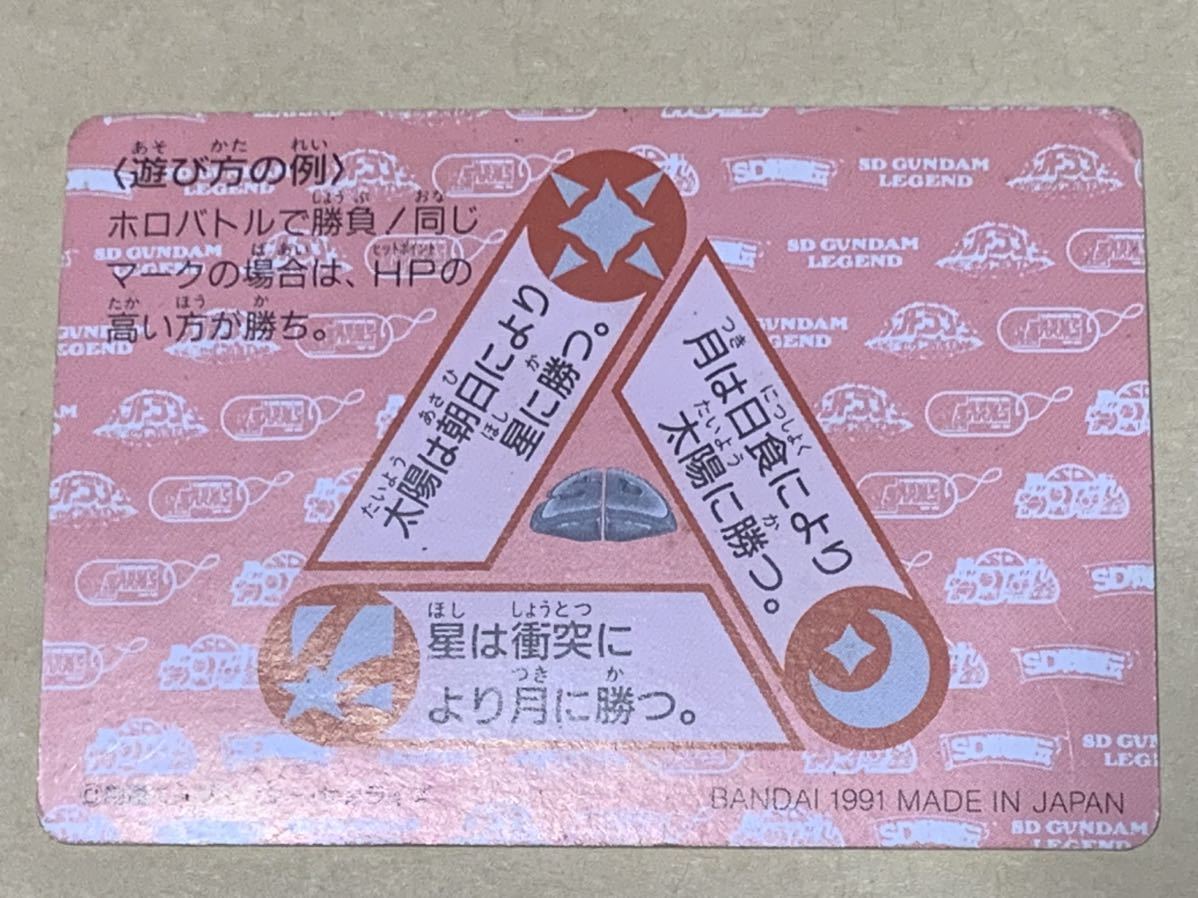 〈遊び方の例〉
ホロバトルで勝負!同じ
マークの場合は、HPの
高い方が勝ち。
太陽は朝日により
星に勝つ。
月は日食により
太陽に勝つ。
星は衝突に
より月に勝つ。
BANDAI 1991 MADE IN JAPAN
SD GUNDAM
LEGEND
SD GUNDAM
LEGEND